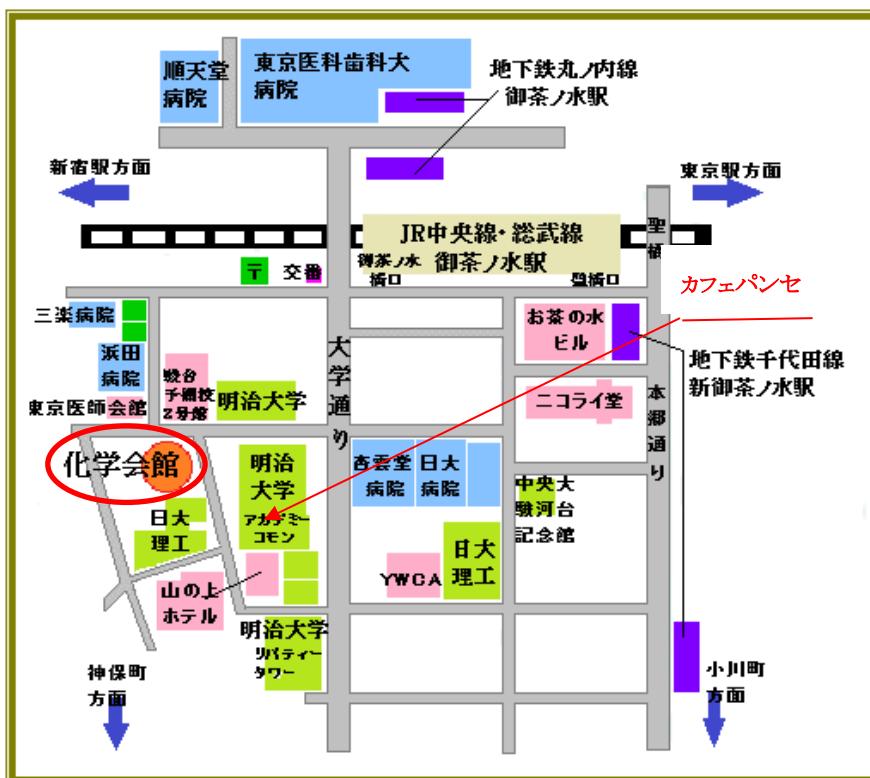 順天堂
病院
東京医科歯科大
病院
地下鉄丸ノ内線
御茶ノ水駅
新宿駅方面
東京駅方面
JR中央線・総武線
御茶ノ水駅
御茶ノ水
橋口
聖橋口
聖橋
〒
交番
カフェパンセ
三楽病院
浜田
病院
東京医師会館
駿台
予備校
2号館
明治大学
大学通り
お茶の水
ビル
地下鉄千代田線
新御茶ノ水駅
ニコライ堂
本郷通り
化学会館
明治
大学
アカデミー
コモン
杏雲堂
病院
日大
病院
中央大
駿河台
記念館
日大
理工
YWCA
日大
理工
山の上
ホテル
明治大学
リバティー
タワー
神保町
方面
小川町
方面